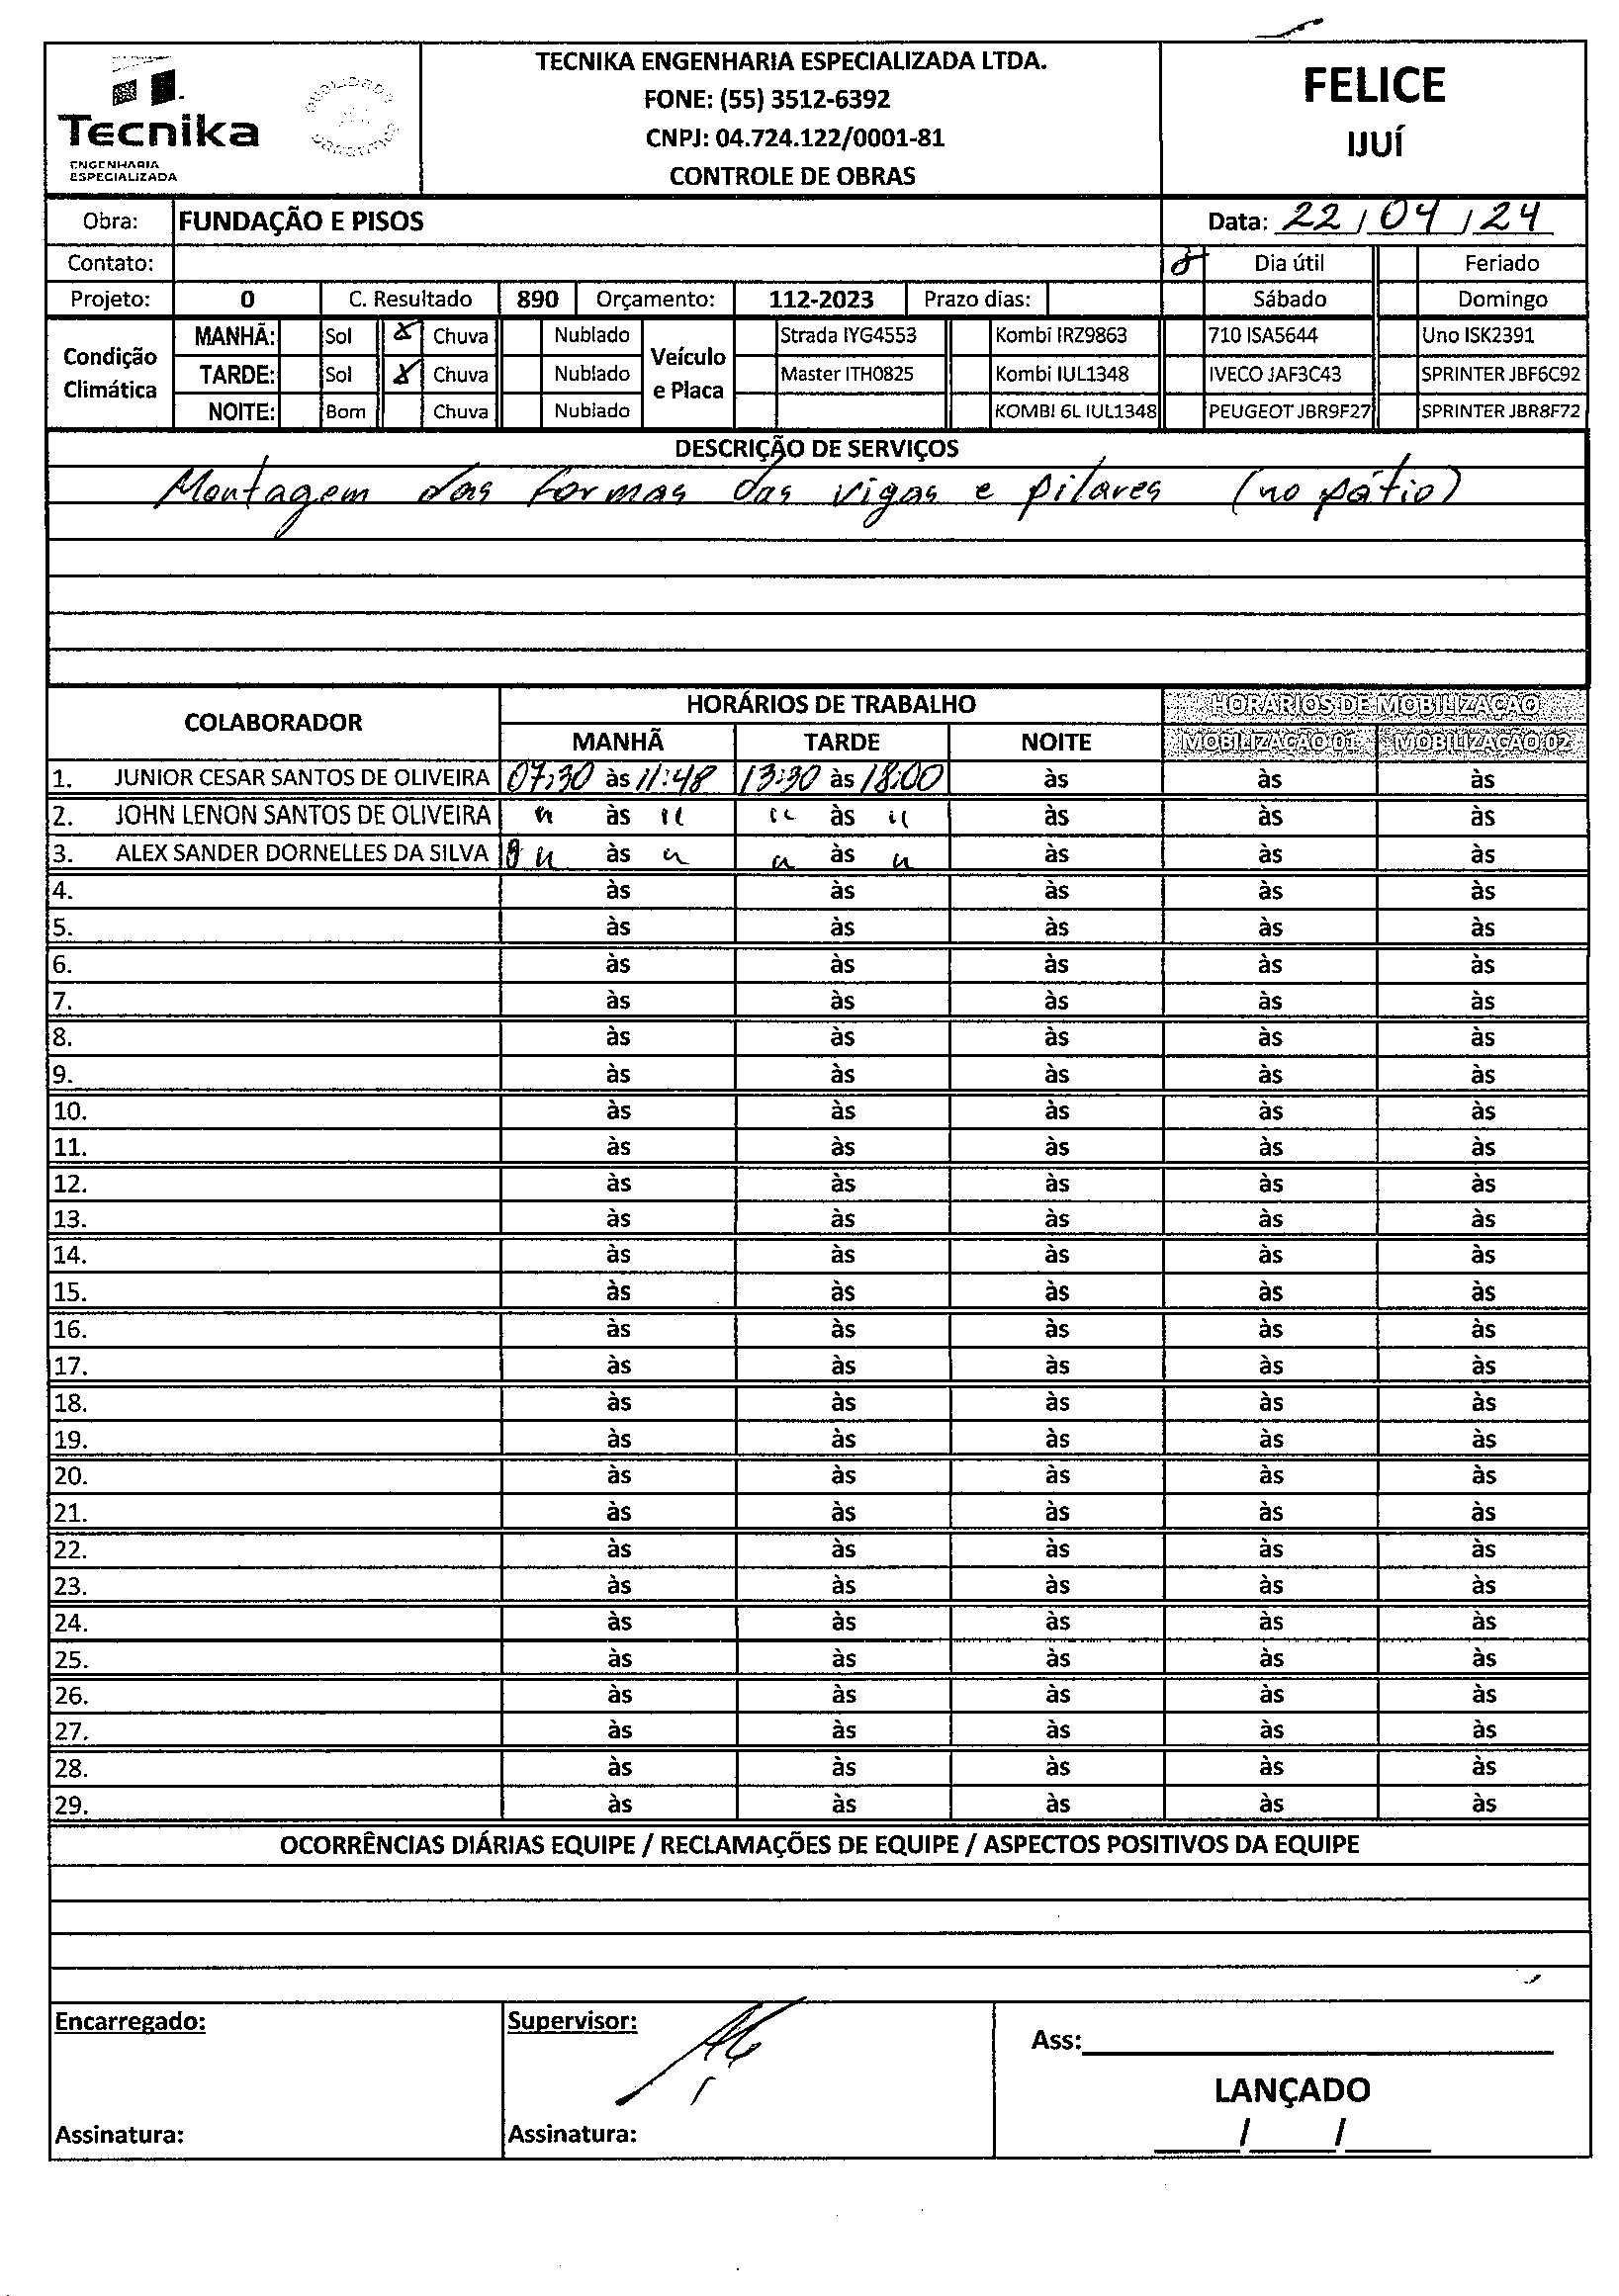 TECNIKA ENGENHARIA ESPECIALIZADA LTDA.
FONE: (55) 3512-6392
CNPJ: 04.724.122/0001-81
CONTROLE DE OBRAS
Tecnika
ENGENHARIA
ESPECIALIZADA
FELICE
IJUÍ
Obra: FUNDAÇÃO E PISOS Data: 22/04/24
Contato: Dia útil Feriado
Projeto: 0 C. Resultado 890 Orçamento: 112-2023 Prazo dias: Sábado Domingo
Condição Climática
MANHÃ: Sol X Chuva Nublado
TARDE: Sol X Chuva Nublado
NOITE: Bom Chuva Nublado
Veículo e Placa
Strada IYG4553 Kombi IRZ9863 710 ISA5644 Uno ISK2391
Master ITH0825 Kombi IUL1348 IVECO JAF3C43 SPRINTER JBF6C92
KOMBI 6L IUL1348 PEUGEOT JBR9F27 SPRINTER JBR8F72
DESCRIÇÃO DE SERVIÇOS
Montagem das formas das vigas e pilares (no pátio)
COLABORADOR HORÁRIOS DE TRABALHO HORÁRIOS DE MOBILIZAÇÃO
MANHÃ TARDE NOITE MOBILIZAÇÃO 01 MOBILIZAÇÃO 02
1. JUNIOR CESAR SANTOS DE OLIVEIRA 07:30 às 11:48 13:30 às 18:00 às às às
2. JOHN LENON SANTOS DE OLIVEIRA " às " " às " às às às
3. ALEX SANDER DORNELLES DA SILVA " às " " às " às às às
4. às às às às às
5. às às às às às
6. às às às às às
7. às às às às às
8. às às às às às
9. às às às às às
10. às às às às às
11. às às às às às
12. às às às às às
13. às às às às às
14. às às às às às
15. às às às às às
16. às às às às às
17. às às às às às
18. às às às às às
19. às às às às às
20. às às às às às
21. às às às às às
22. às às às às às
23. às às às às às
24. às às às às às
25. às às às às às
26. às às às às às
27. às às às às às
28. às às às às às
29. às às às às às
OCORRÊNCIAS DIÁRIAS EQUIPE / RECLAMAÇÕES DE EQUIPE / ASPECTOS POSITIVOS DA EQUIPE
Encarregado: Supervisor: Ass:
LANÇADO
Assinatura: Assinatura: / /